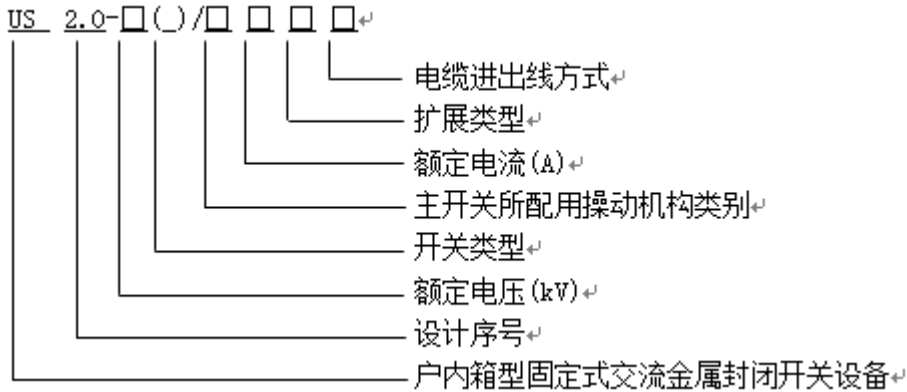 US 2.0-□(_)/□ □ □ □↵
电缆进出线方式↵
扩展类型↵
额定电流(A)↵
主开关所配用操动机构类别↵
开关类型↵
额定电压(kV)↵
设计序号↵
户内箱型固定式交流金属封闭开关设备↵